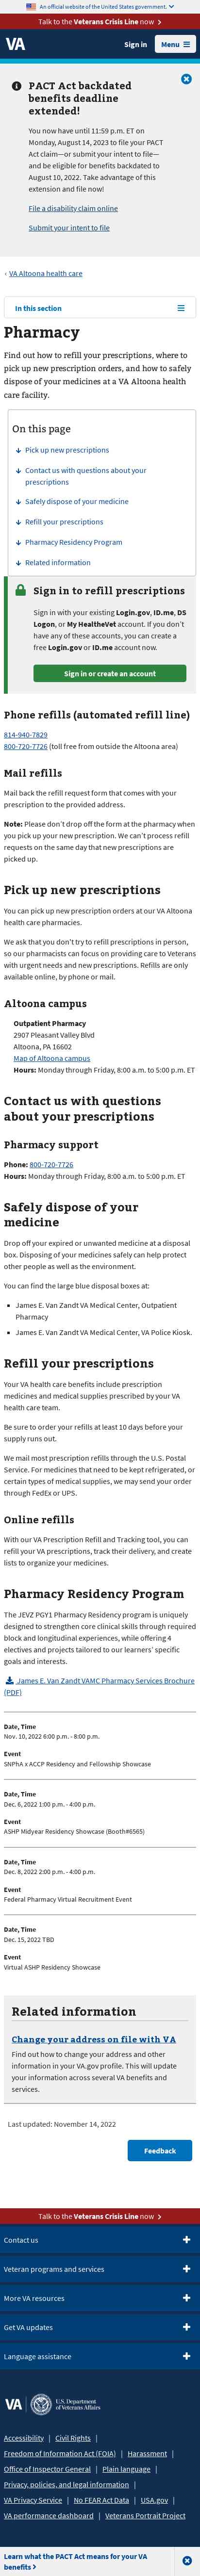 An official website of the United States government.
Talk to the Veterans Crisis Line now
VA
Sign in
Menu
PACT Act backdated
benefits deadline
extended!
You now have until 11:59 p.m. ET on
Monday, August 14, 2023 to file your PACT
Act claim—or submit your intent to file—
and be eligible for benefits backdated to
August 10, 2022. Take advantage of this
extension and file now!
File a disability claim online
Submit your intent to file
‹ VA Altoona health care
In this section
Pharmacy
Find out how to refill your prescriptions, where to
pick up your prescription orders, and how to safely
dispose of your medicines at a VA Altoona health
care facility.
On this page
Pick up new prescriptions
Contact us with questions about your
prescriptions
Safely dispose of your medicine
Refill your prescriptions
Pharmacy Residency Program
Related information
Sign in to refill prescriptions
Sign in with your existing Login.gov, ID.me, DS
Logon, or My HealtheVet account. If you don't
have any of these accounts, you can create a
free Login.gov or ID.me account now.
Sign in or create an account
Phone refills (automated refill line)
814-940-7829
800-720-7726 (toll free from outside the Altoona area)
Mail refills
Mail back the refill request form that comes with your
prescription to the provided address.
Note: Please don't drop off the form at the pharmacy when
you pick up your new prescription. We can't process refill
requests on the same day that new prescriptions are
picked up.
Pick up new prescriptions
You can pick up new prescription orders at our VA Altoona
health care pharmacies.
We ask that you don't try to refill prescriptions in person,
so our pharmacists can focus on providing care to Veterans
with urgent needs and new prescriptions. Refills are only
available online, by phone or mail.
Altoona campus
Outpatient Pharmacy
2907 Pleasant Valley Blvd
Altoona, PA 16602
Map of Altoona campus
Hours: Monday through Friday, 8:00 a.m. to 5:00 p.m. ET
Contact us with questions
about your prescriptions
Pharmacy support
Phone: 800-720-7726
Hours: Monday through Friday, 8:00 a.m. to 5:00 p.m. ET
Safely dispose of your
medicine
Drop off your expired or unwanted medicine at a disposal
box. Disposing of your medicines safely can help protect
other people as well as the environment.
You can find the large blue disposal boxes at:
▪ James E. Van Zandt VA Medical Center, Outpatient
Pharmacy
▪ James E. Van Zandt VA Medical Center, VA Police Kiosk.
Refill your prescriptions
Your VA health care benefits include prescription
medicines and medical supplies prescribed by your VA
health care team.
Be sure to order your refills at least 10 days before your
supply runs out.
We mail most prescription refills through the U.S. Postal
Service. For medicines that need to be kept refrigerated, or
certain types of medical supplies, we may send your order
through FedEx or UPS.
Online refills
With our VA Prescription Refill and Tracking tool, you can
refill your VA prescriptions, track their delivery, and create
lists to organize your medicines.
Pharmacy Residency Program
The JEVZ PGY1 Pharmacy Residency program is uniquely
designed for strengthening clinical skills through required
block and longitudinal experiences, while offering 4
electives of projects tailored to our learners' midlevel and
advanced practitioners to meet the learner's specific
goals and interests.
James E. Van Zandt VAMC Pharmacy Services Brochure
(PDF)
Date, Time
Nov. 10, 2022 6:00 p.m. - 8:00 p.m.
Event
SNPhA x ACCP Residency and Fellowship Showcase
Date, Time
Dec. 6, 2022 1:00 p.m. - 4:00 p.m.
Event
ASHP Midyear Residency Showcase (Booth#6565)
Date, Time
Dec. 8, 2022 2:00 p.m. - 4:00 p.m.
Event
Federal Pharmacy Virtual Recruitment Event
Date, Time
Dec. 15, 2022 TBD
Event
Virtual ASHP Residency Showcase
Related information
Change your address on file with VA
Find out how to change your address and other
information in your VA.gov profile. This will update
your information across several VA benefits and
services.
Last updated: November 14, 2022
Feedback
Talk to the Veterans Crisis Line now
Contact us
Veteran programs and services
More VA resources
Get VA updates
Language assistance
VA
U.S. Department
of Veterans Affairs
Accessibility | Civil Rights |
Freedom of Information Act (FOIA) | Harassment |
Office of Inspector General | Plain language |
Privacy, policies, and legal information |
VA Privacy Service | No FEAR Act Data | USA.gov |
VA performance dashboard | Veterans Portrait Project
Learn what the PACT Act means for your VA
benefits